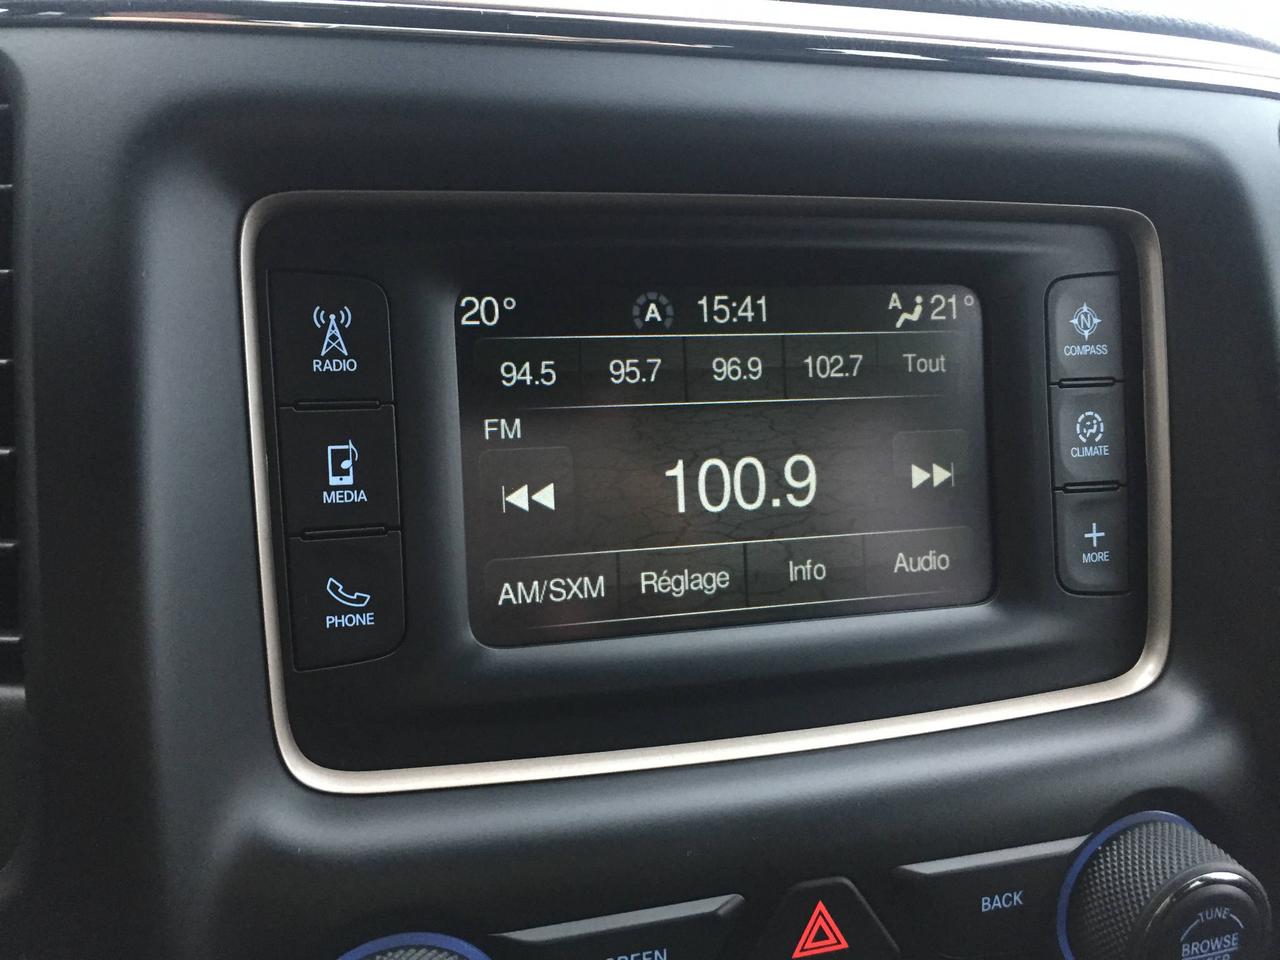 20° A 15:41 A 21°
94.5 95.7 96.9 102.7 Tout
FM
100.9
AM/SXM Réglage Info Audio
RADIO
MEDIA
PHONE
N
COMPASS
CLIMATE
+
MORE
BACK
TUNE
BROWSE